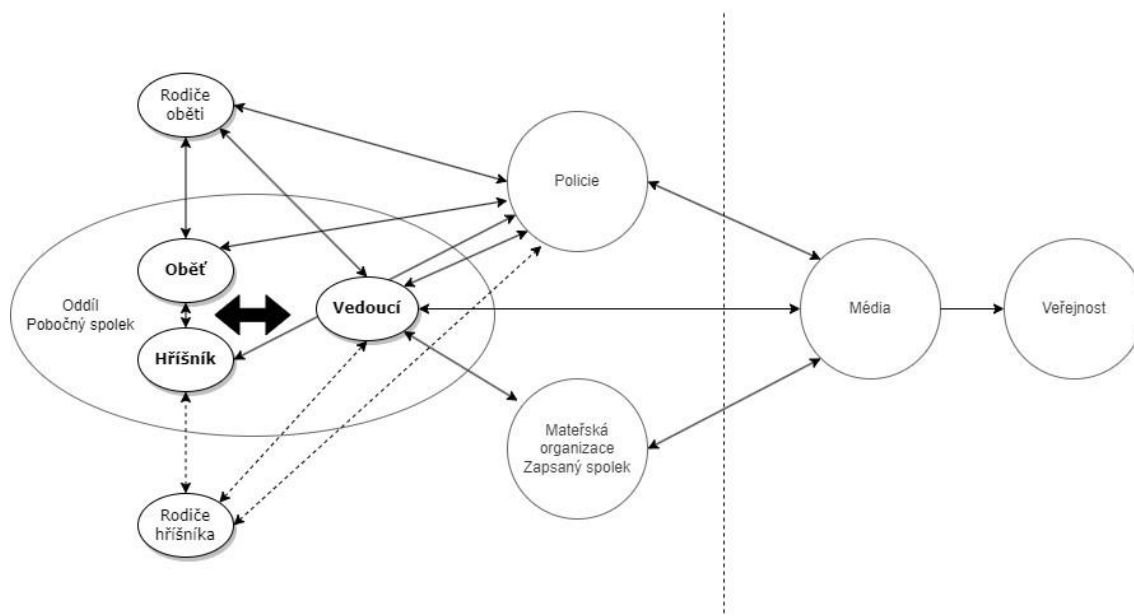 Rodiče
oběti
Policie
Oběť
Oddíl
Pobočný spolek
Vedoucí
Média
Veřejnost
Hříšník
Mateřská
organizace
Zapsaný spolek
Rodiče
hříšníka